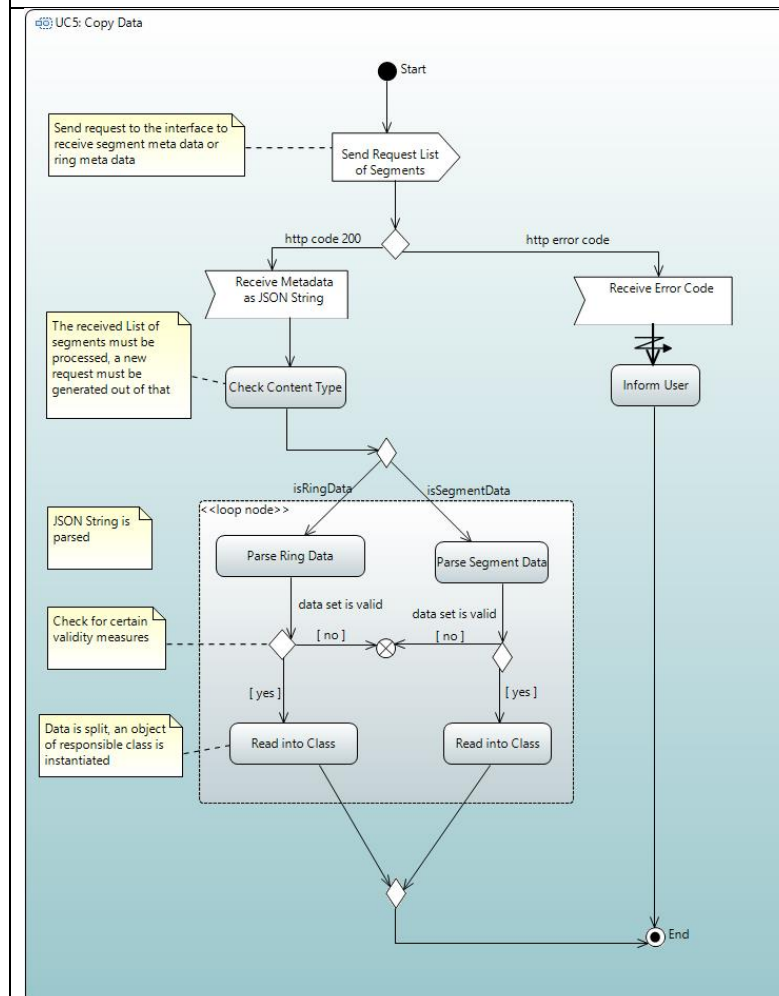 UC5: Copy Data
Start
Send request to the interface to
receive segment meta data or
ring meta data
Send Request List
of Segments
http code 200
http error code
Receive Metadata
as JSON String
Receive Error Code
The received List of
segments must be
processed, a new
request must be
generated out of that
Check Content Type
Inform User
isRingData
isSegmentData
<<loop node>>
JSON String is
parsed
Parse Ring Data
Parse Segment Data
data set is valid
data set is valid
Check for certain
validity measures
[ no ]
[ no ]
[ yes ]
[ yes ]
Data is split, an object
of responsible class is
instantiated
Read into Class
Read into Class
End